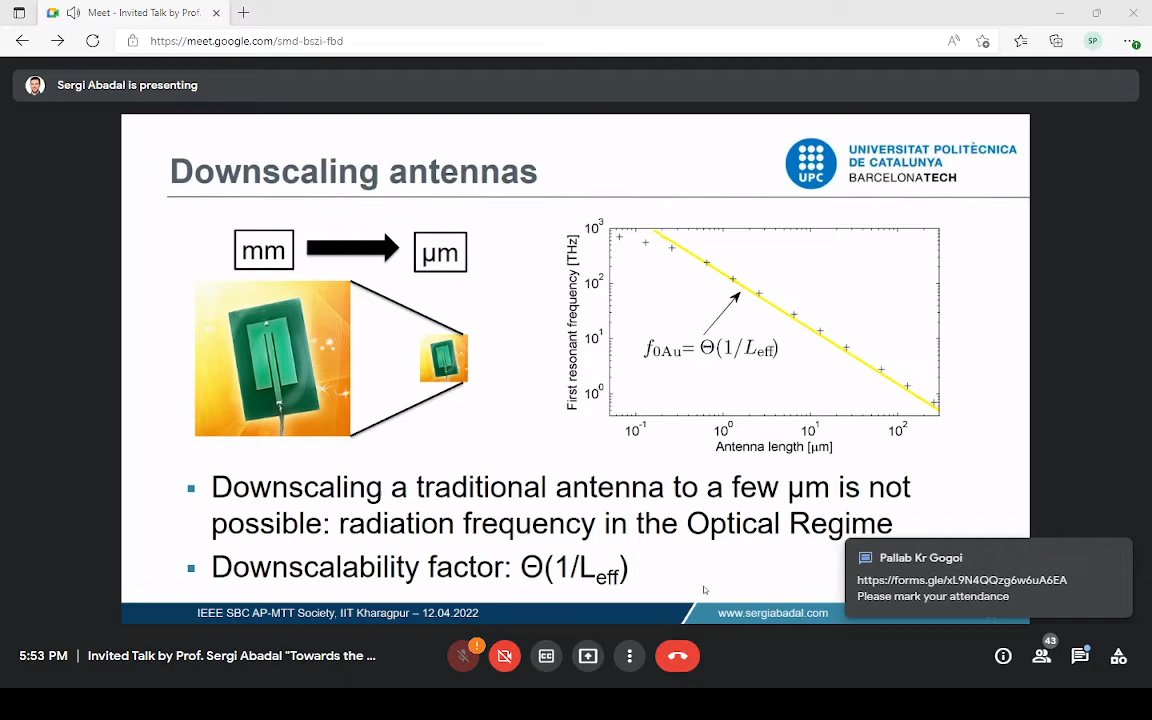 Meet - Invited Talk by Prof.
https://meet.google.com/smd-bszi-fbd
SP
Sergi Abadal is presenting
Downscaling antennas
UPC
UNIVERSITAT POLITÈCNICA
DE CATALUNYA
BARCELONATECH
mm
μm
First resonant frequency [THz]
10³
10²
10¹
10⁰
f₀Au= Θ(1/Leff)
10⁻¹ 10⁰ 10¹ 10²
Antenna length [μm]
▪ Downscaling a traditional antenna to a few μm is not
possible: radiation frequency in the Optical Regime
▪ Downscalability factor: Θ(1/Leff)
Pallab Kr Gogoi
https://forms.gle/xL9N4QQzg6w6uA6EA
Please mark your attendance
IEEE SBC AP-MTT Society, IIT Kharagpur – 12.04.2022
www.sergiabadal.com
5:53 PM | Invited Talk by Prof. Sergi Abadal "Towards the ...
!
CC
43